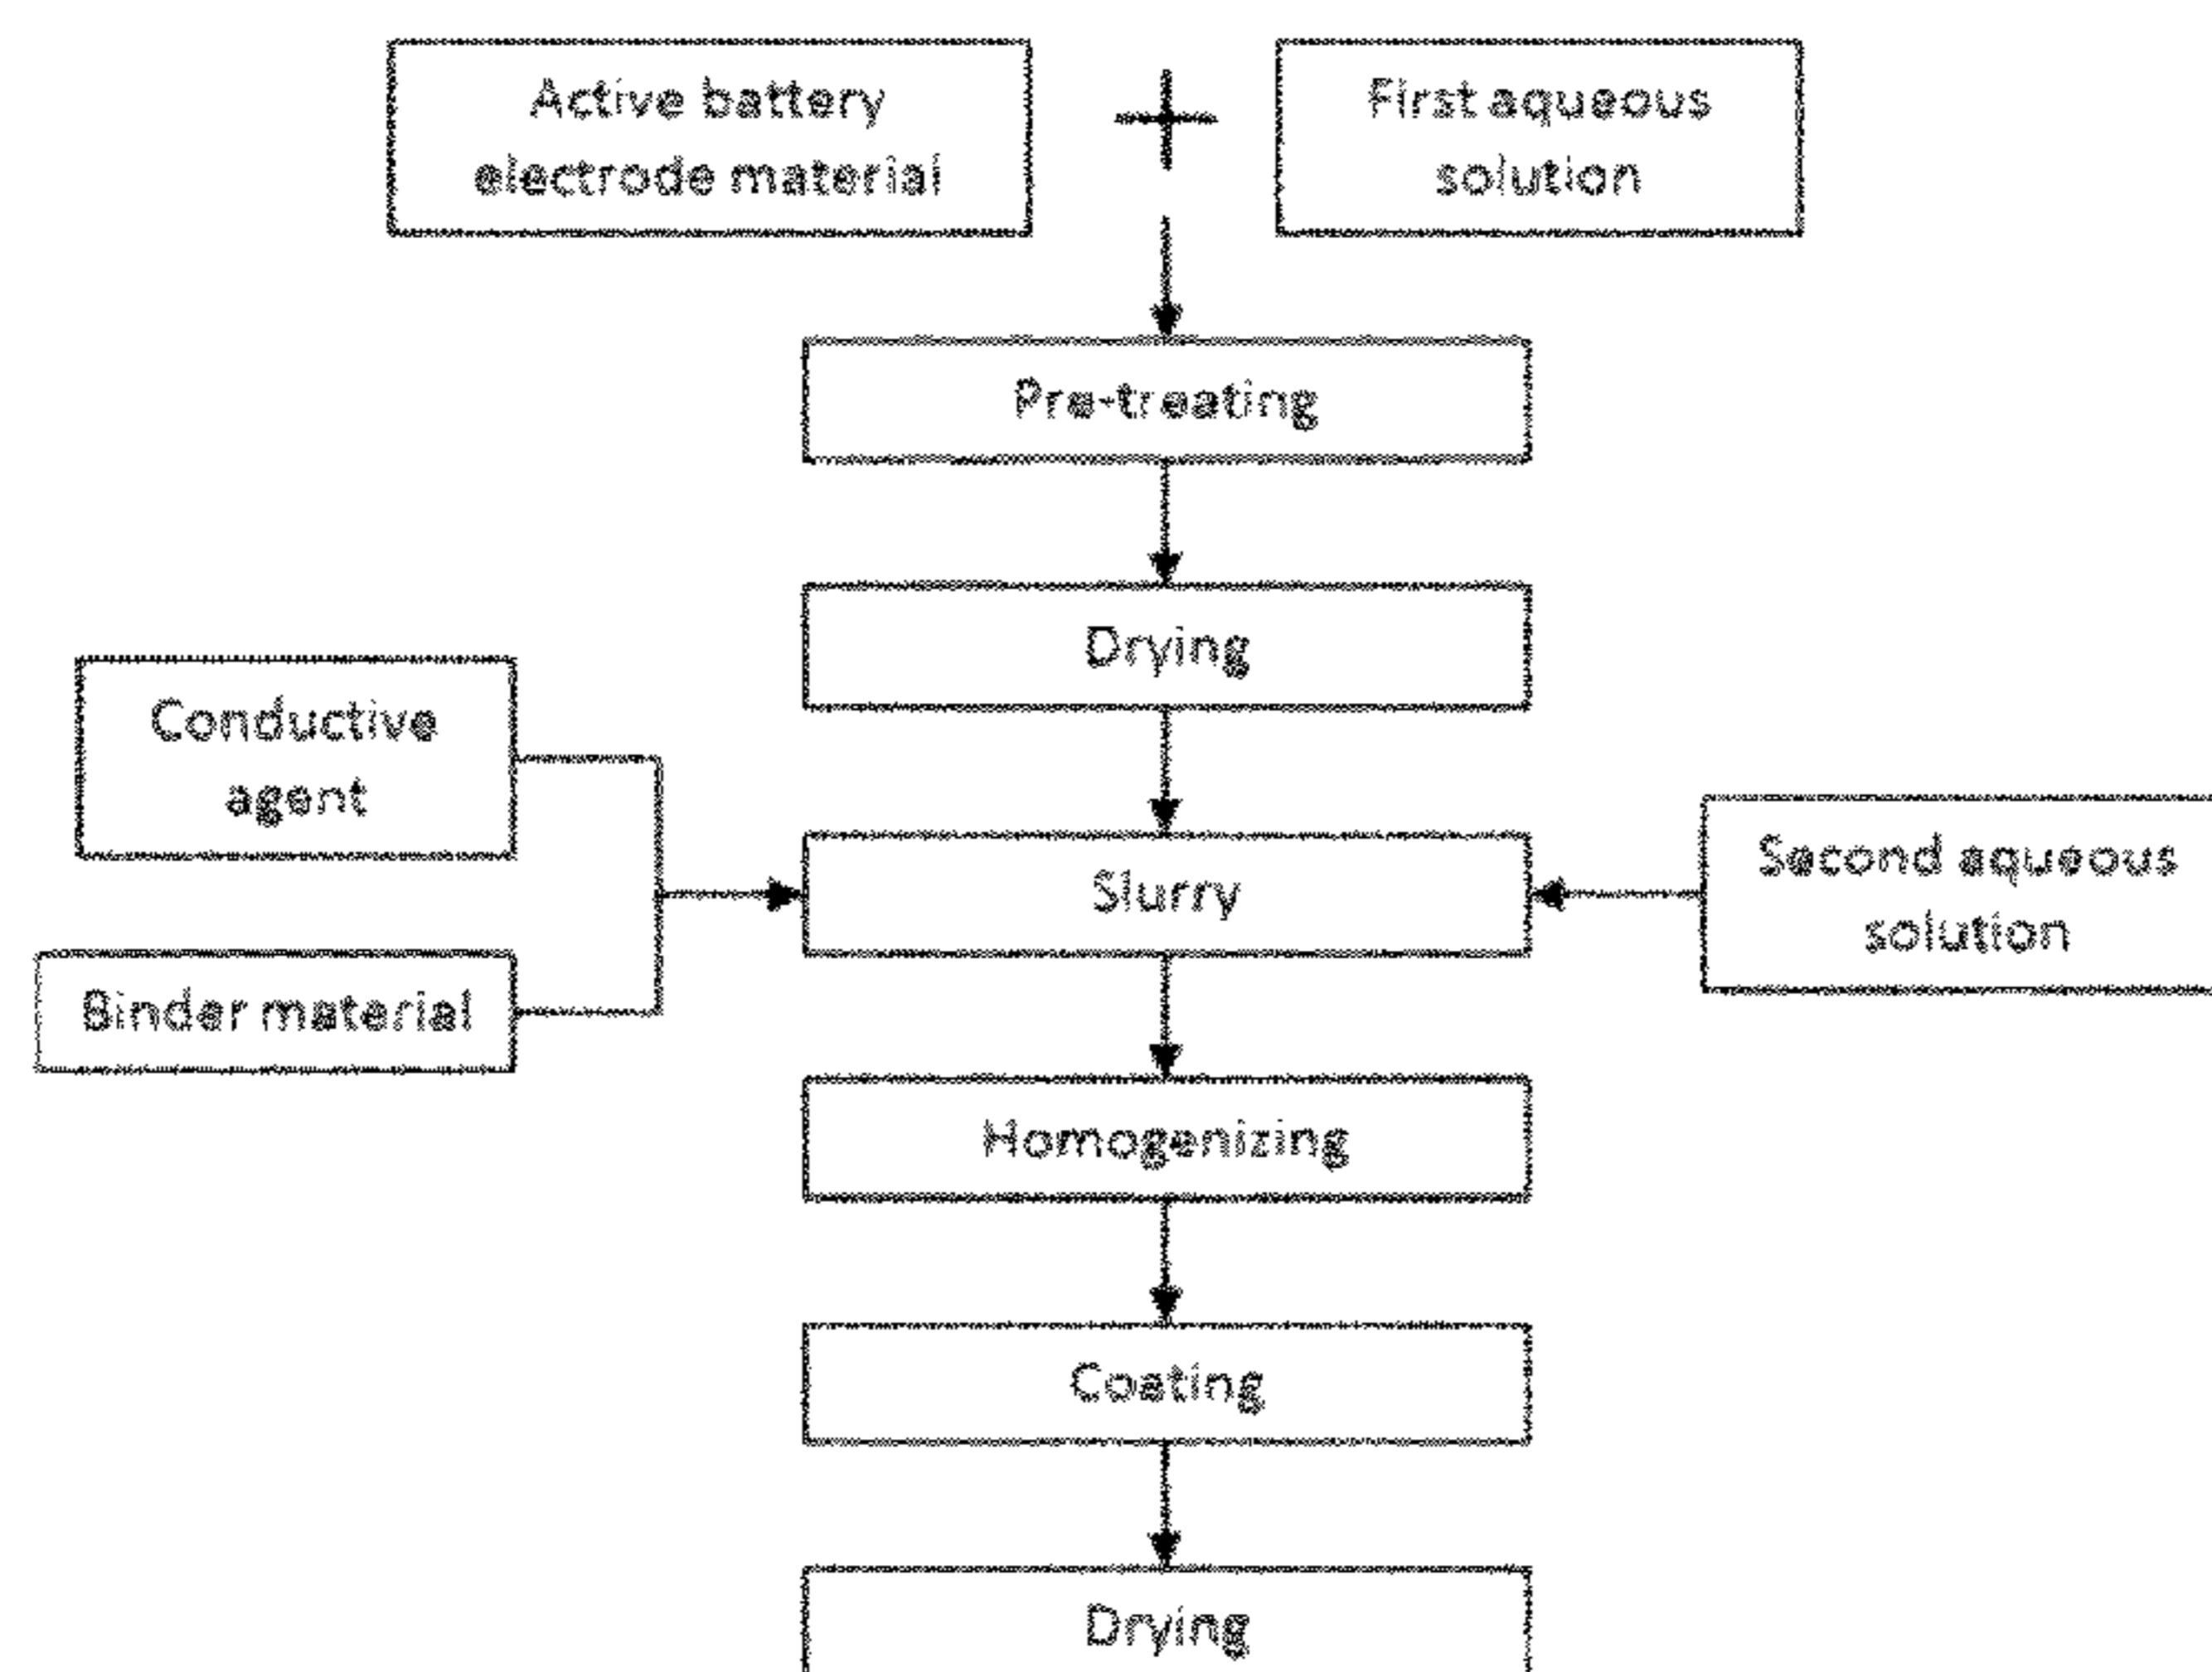 Active battery
electrode material
+
First aqueous
solution
Pre-treating
Drying
Conductive
agent
Binder material
Slurry
Second aqueous
solution
Homogenizing
Coating
Drying